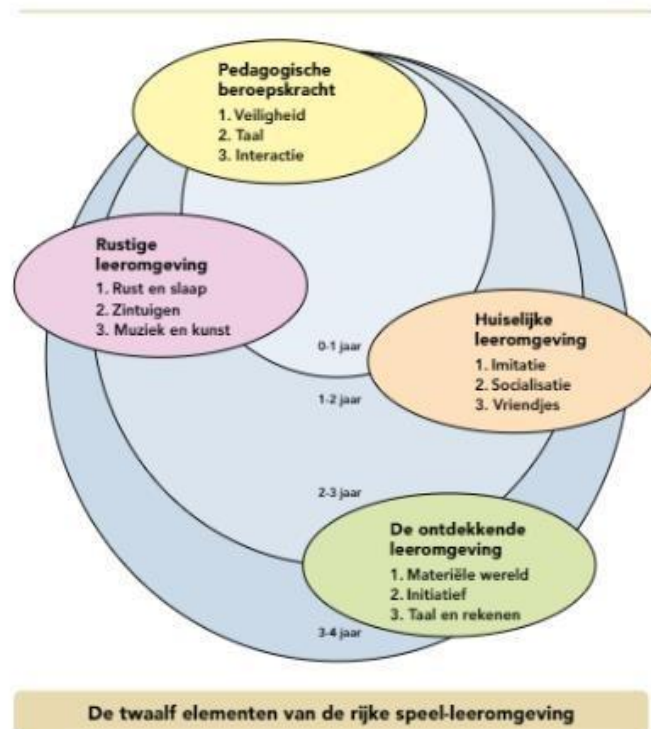 Pedagogische
beroepskracht
1. Veiligheid
2. Taal
3. Interactie
Rustige
leeromgeving
1. Rust en slaap
2. Zintuigen
3. Muziek en kunst
0-1 jaar
Huiselijke
leeromgeving
1. Imitatie
2. Socialisatie
3. Vriendjes
1-2 jaar
2-3 jaar
De ontdekkende
leeromgeving
1. Materiële wereld
2. Initiatief
3. Taal en rekenen
3-4 jaar
De twaalf elementen van de rijke speel-leeromgeving